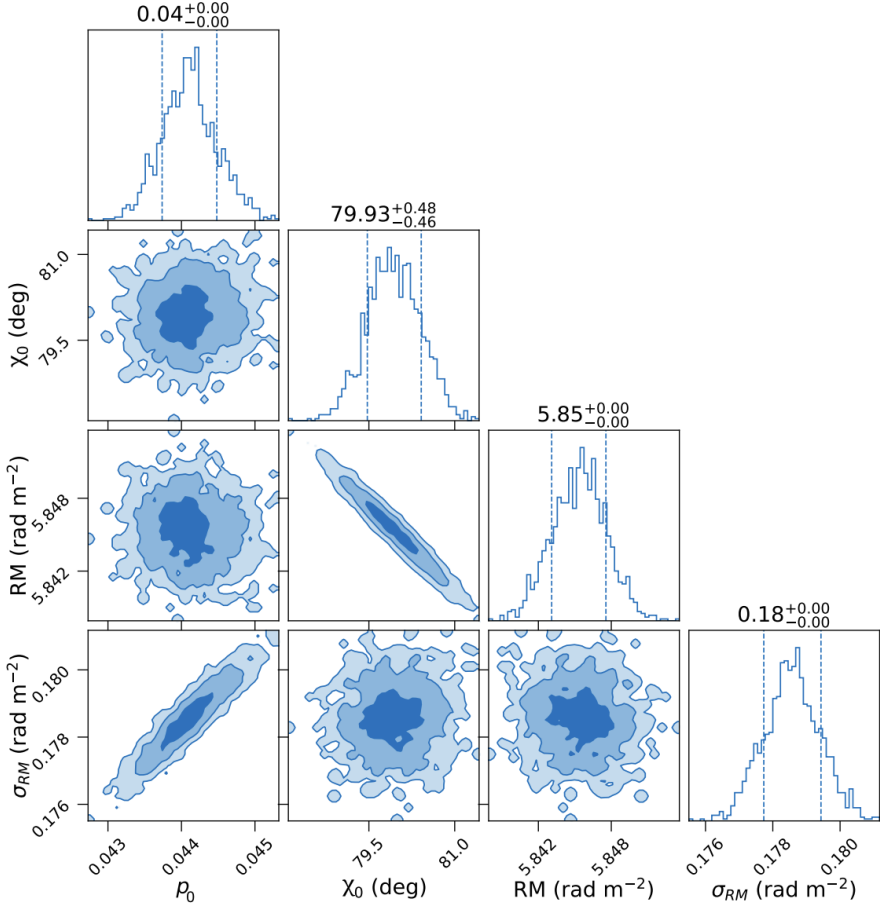 0.04+0.00−0.00
81.0
79.5
χ0 (deg)
79.93+0.48−0.46
5.848
5.842
RM (rad m−2)
5.85+0.00−0.00
0.180
0.178
0.176
σRM (rad m−2)
0.18+0.00−0.00
0.043 0.044 0.045
p0
79.5 81.0
χ0 (deg)
5.842 5.848
RM (rad m−2)
0.176 0.178 0.180
σRM (rad m−2)